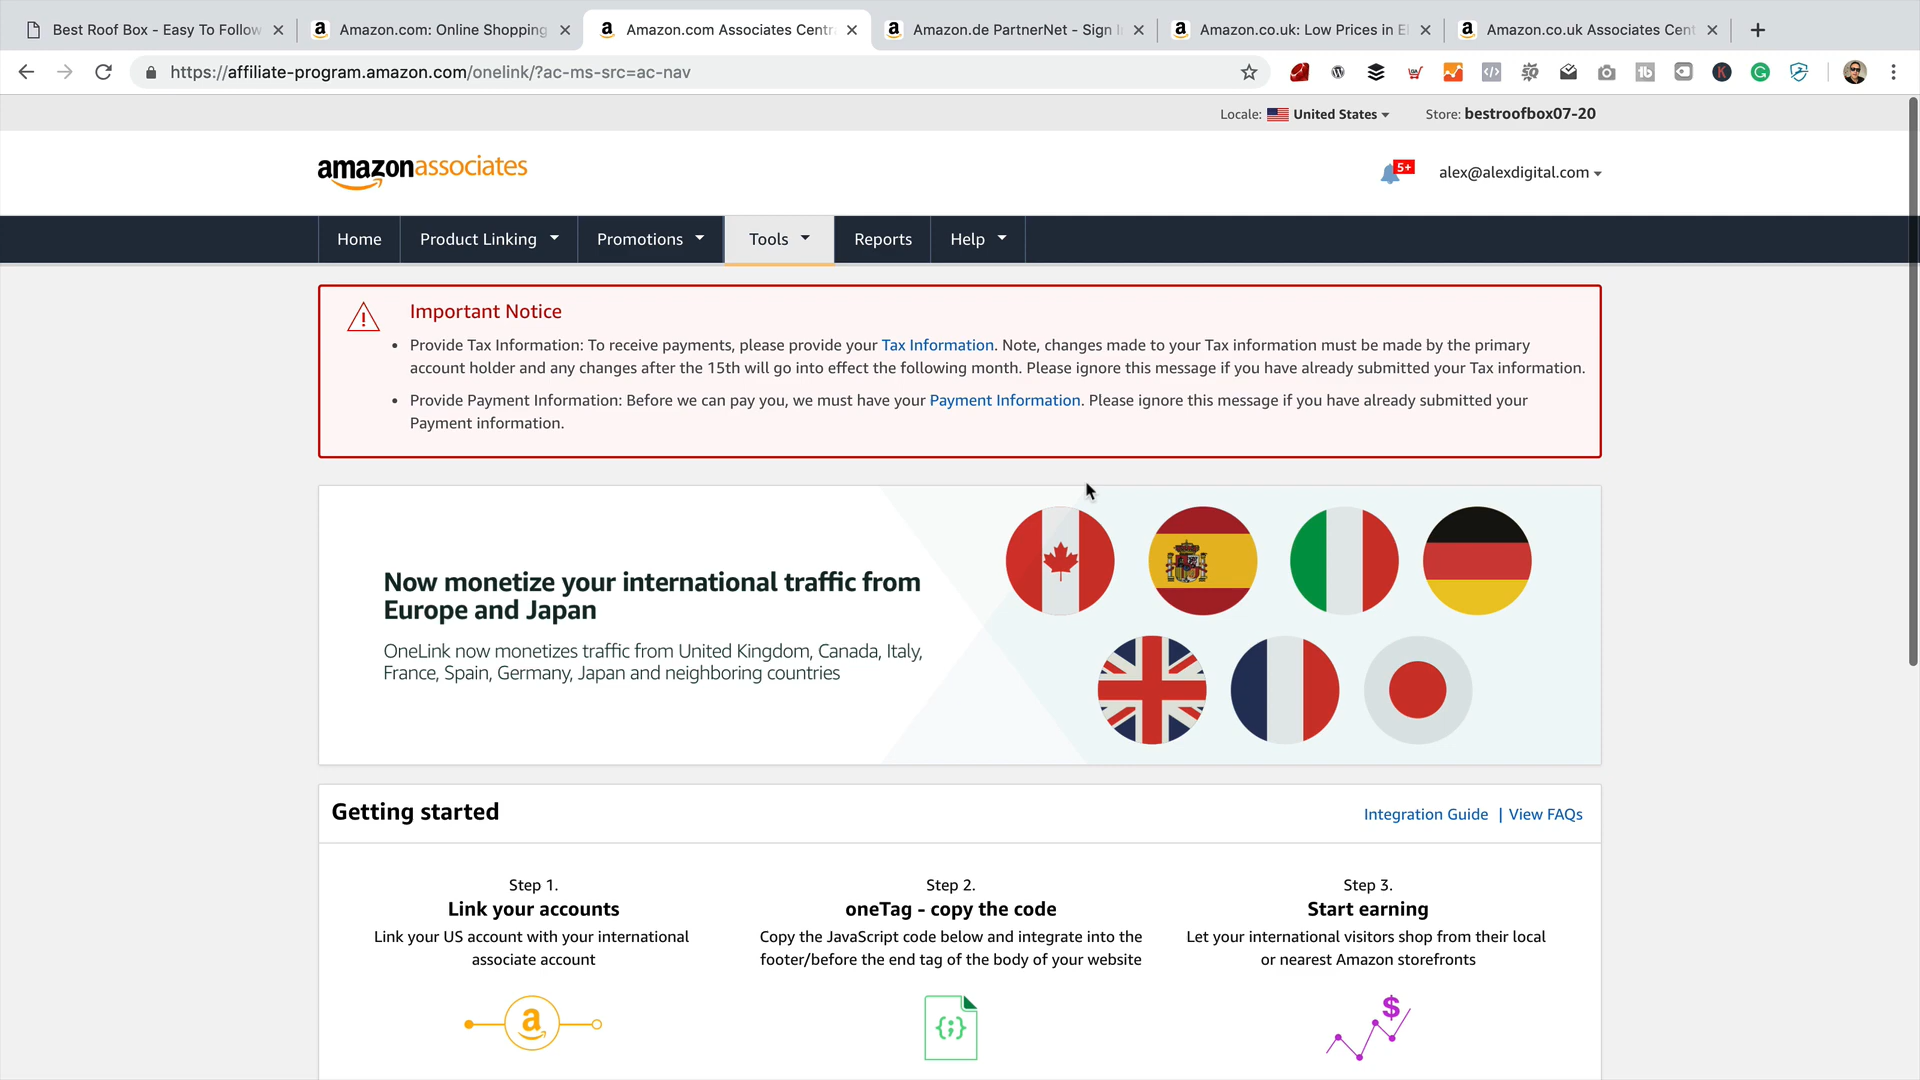 Best Roof Box - Easy To Follow
Amazon.com: Online Shopping
Amazon.com Associates Centr
Amazon.de PartnerNet - Sign I
Amazon.co.uk: Low Prices in E
Amazon.co.uk Associates Cent
https://affiliate-program.amazon.com/onelink/?ac-ms-src=ac-nav
Locale: United States
Store: bestroofbox07-20
amazonassociates
5+
alex@alexdigital.com
Home
Product Linking
Promotions
Tools
Reports
Help
Important Notice
• Provide Tax Information: To receive payments, please provide your Tax Information. Note, changes made to your Tax information must be made by the primary
account holder and any changes after the 15th will go into effect the following month. Please ignore this message if you have already submitted your Tax information.
• Provide Payment Information: Before we can pay you, we must have your Payment Information. Please ignore this message if you have already submitted your
Payment information.
Now monetize your international traffic from
Europe and Japan
OneLink now monetizes traffic from United Kingdom, Canada, Italy,
France, Spain, Germany, Japan and neighboring countries
Getting started
Integration Guide | View FAQs
Step 1.
Link your accounts
Link your US account with your international
associate account
Step 2.
oneTag - copy the code
Copy the JavaScript code below and integrate into the
footer/before the end tag of the body of your website
Step 3.
Start earning
Let your international visitors shop from their local
or nearest Amazon storefronts